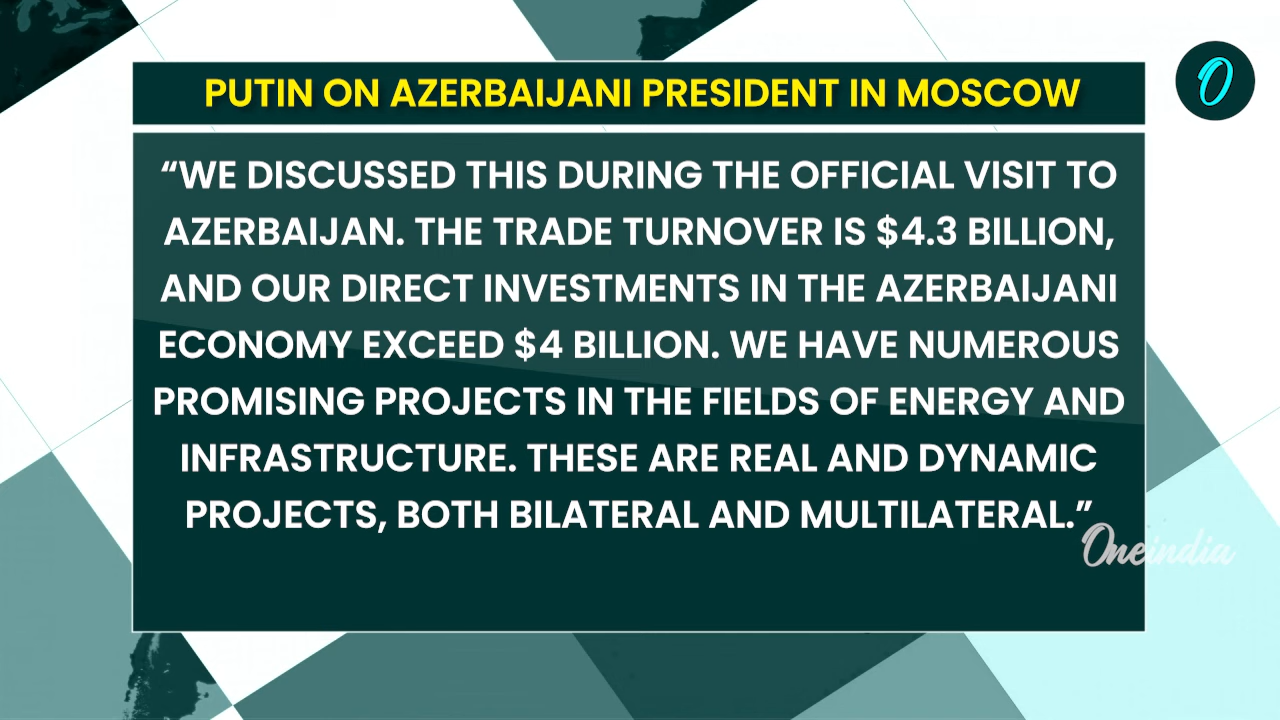 PUTIN ON AZERBAIJANI PRESIDENT IN MOSCOW
“WE DISCUSSED THIS DURING THE OFFICIAL VISIT TO
AZERBAIJAN. THE TRADE TURNOVER IS $4.3 BILLION,
AND OUR DIRECT INVESTMENTS IN THE AZERBAIJANI
ECONOMY EXCEED $4 BILLION. WE HAVE NUMEROUS
PROMISING PROJECTS IN THE FIELDS OF ENERGY AND
INFRASTRUCTURE. THESE ARE REAL AND DYNAMIC
PROJECTS, BOTH BILATERAL AND MULTILATERAL.”
Oneindia
O